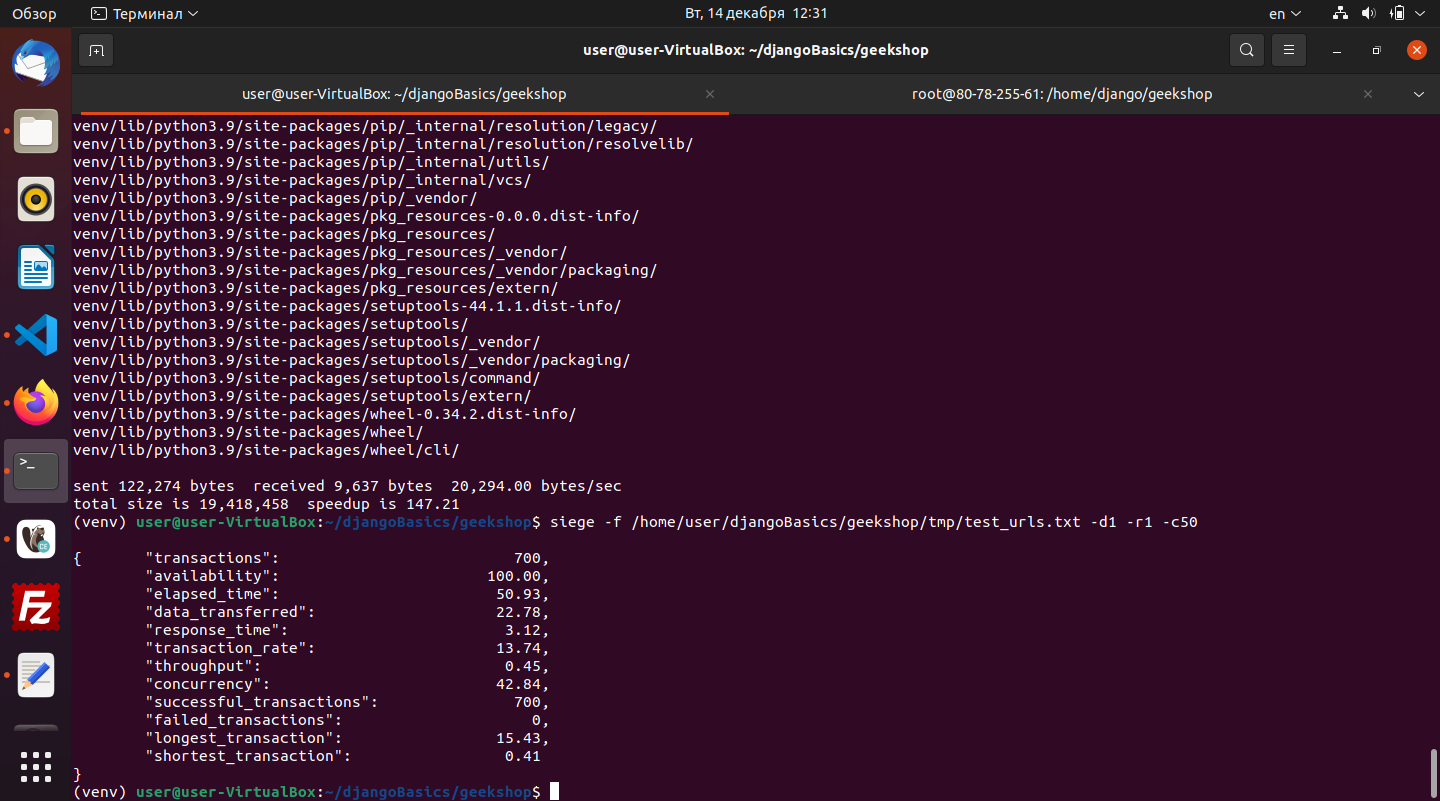 Обзор Терминал Вт, 14 декабря 12:31 en
user@user-VirtualBox: ~/djangoBasics/geekshop
user@user-VirtualBox: ~/djangoBasics/geekshop root@80-78-255-61: /home/django/geekshop
venv/lib/python3.9/site-packages/pip/_internal/resolution/legacy/
venv/lib/python3.9/site-packages/pip/_internal/resolution/resolvelib/
venv/lib/python3.9/site-packages/pip/_internal/utils/
venv/lib/python3.9/site-packages/pip/_internal/vcs/
venv/lib/python3.9/site-packages/pip/_vendor/
venv/lib/python3.9/site-packages/pkg_resources-0.0.0.dist-info/
venv/lib/python3.9/site-packages/pkg_resources/
venv/lib/python3.9/site-packages/pkg_resources/_vendor/
venv/lib/python3.9/site-packages/pkg_resources/_vendor/packaging/
venv/lib/python3.9/site-packages/pkg_resources/extern/
venv/lib/python3.9/site-packages/setuptools-44.1.1.dist-info/
venv/lib/python3.9/site-packages/setuptools/
venv/lib/python3.9/site-packages/setuptools/_vendor/
venv/lib/python3.9/site-packages/setuptools/_vendor/packaging/
venv/lib/python3.9/site-packages/setuptools/command/
venv/lib/python3.9/site-packages/setuptools/extern/
venv/lib/python3.9/site-packages/wheel-0.34.2.dist-info/
venv/lib/python3.9/site-packages/wheel/
venv/lib/python3.9/site-packages/wheel/cli/
sent 122,274 bytes  received 9,637 bytes  20,294.00 bytes/sec
total size is 19,418,458  speedup is 147.21
(venv) user@user-VirtualBox:~/djangoBasics/geekshop$ siege -f /home/user/djangoBasics/geekshop/tmp/test_urls.txt -d1 -r1 -c50
{       "transactions":                          700,
        "availability":                       100.00,
        "elapsed_time":                        50.93,
        "data_transferred":                    22.78,
        "response_time":                        3.12,
        "transaction_rate":                    13.74,
        "throughput":                           0.45,
        "concurrency":                         42.84,
        "successful_transactions":               700,
        "failed_transactions":                     0,
        "longest_transaction":                 15.43,
        "shortest_transaction":                 0.41
}
(venv) user@user-VirtualBox:~/djangoBasics/geekshop$